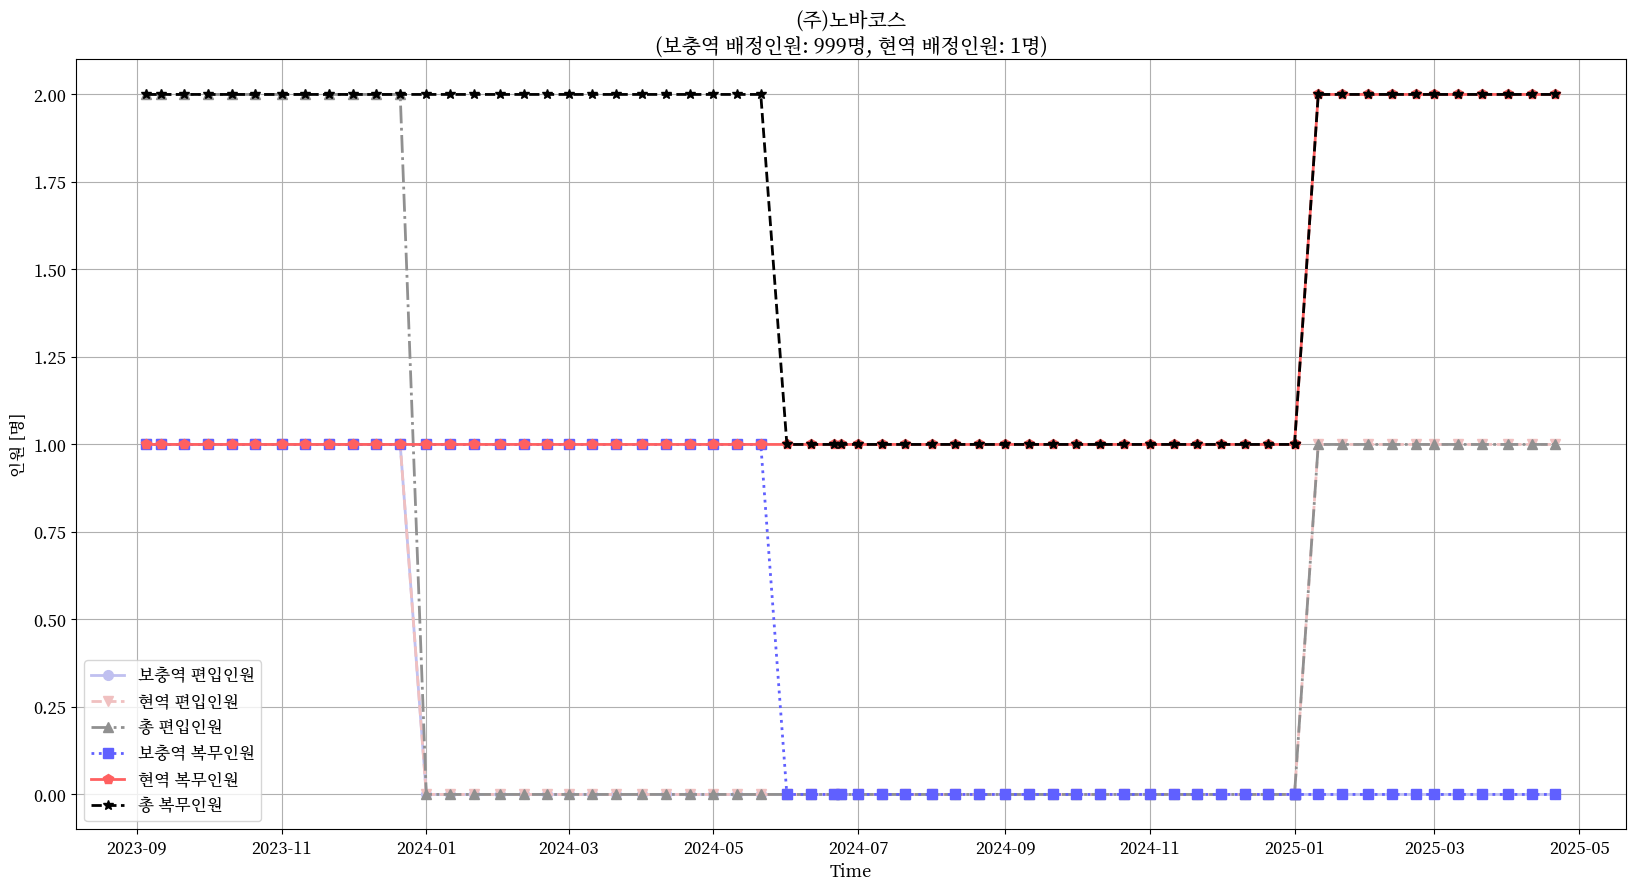 (주)노바코스
(보충역 배정인원: 999명, 현역 배정인원: 1명)
인원 [명]
2.00
1.75
1.50
1.25
1.00
0.75
0.50
0.25
0.00
보충역 편입인원
현역 편입인원
총 편입인원
보충역 복무인원
현역 복무인원
총 복무인원
2023-09 2023-11 2024-01 2024-03 2024-05 2024-07 2024-09 2024-11 2025-01 2025-03 2025-05
Time